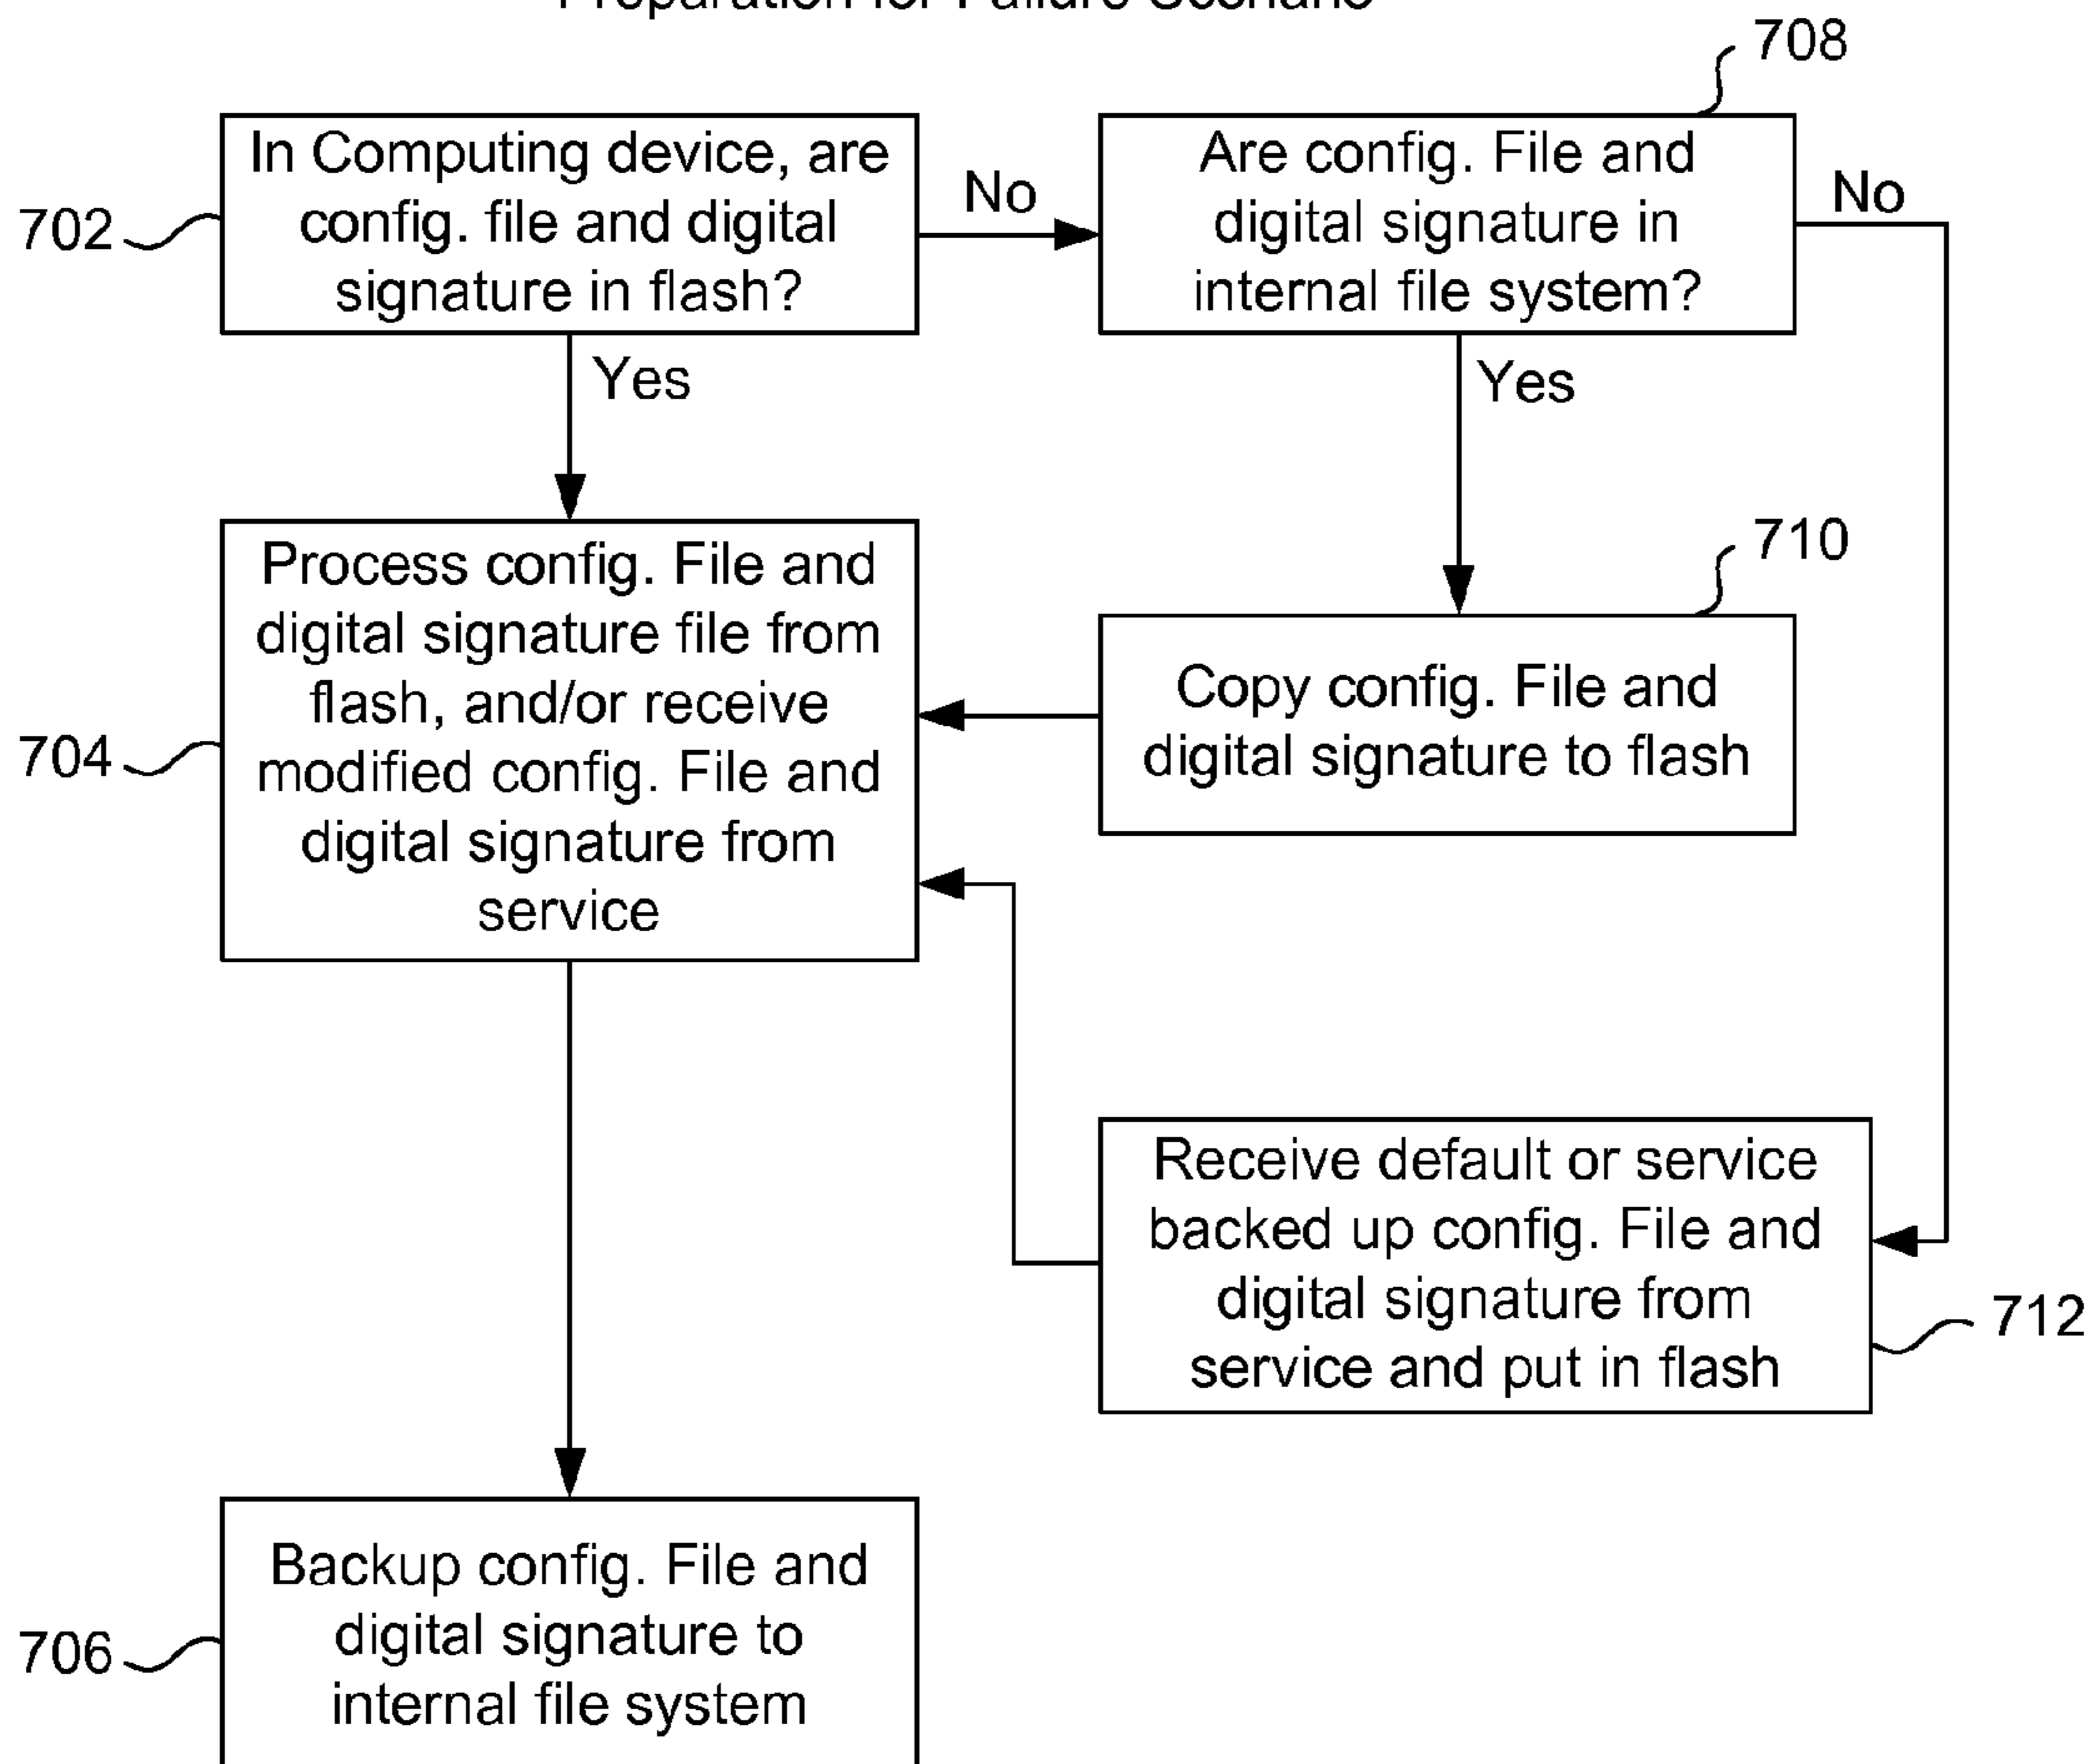 Preparation for Failure Scenario
708
In Computing device, are
config. file and digital
signature in flash?
702
No
Are config. File and
digital signature in
internal file system?
No
Yes
Yes
Process config. File and
digital signature file from
flash, and/or receive
modified config. File and
digital signature from
service
704
710
Copy config. File and
digital signature to flash
Receive default or service
backed up config. File and
digital signature from
service and put in flash
712
Backup config. File and
digital signature to
internal file system
706